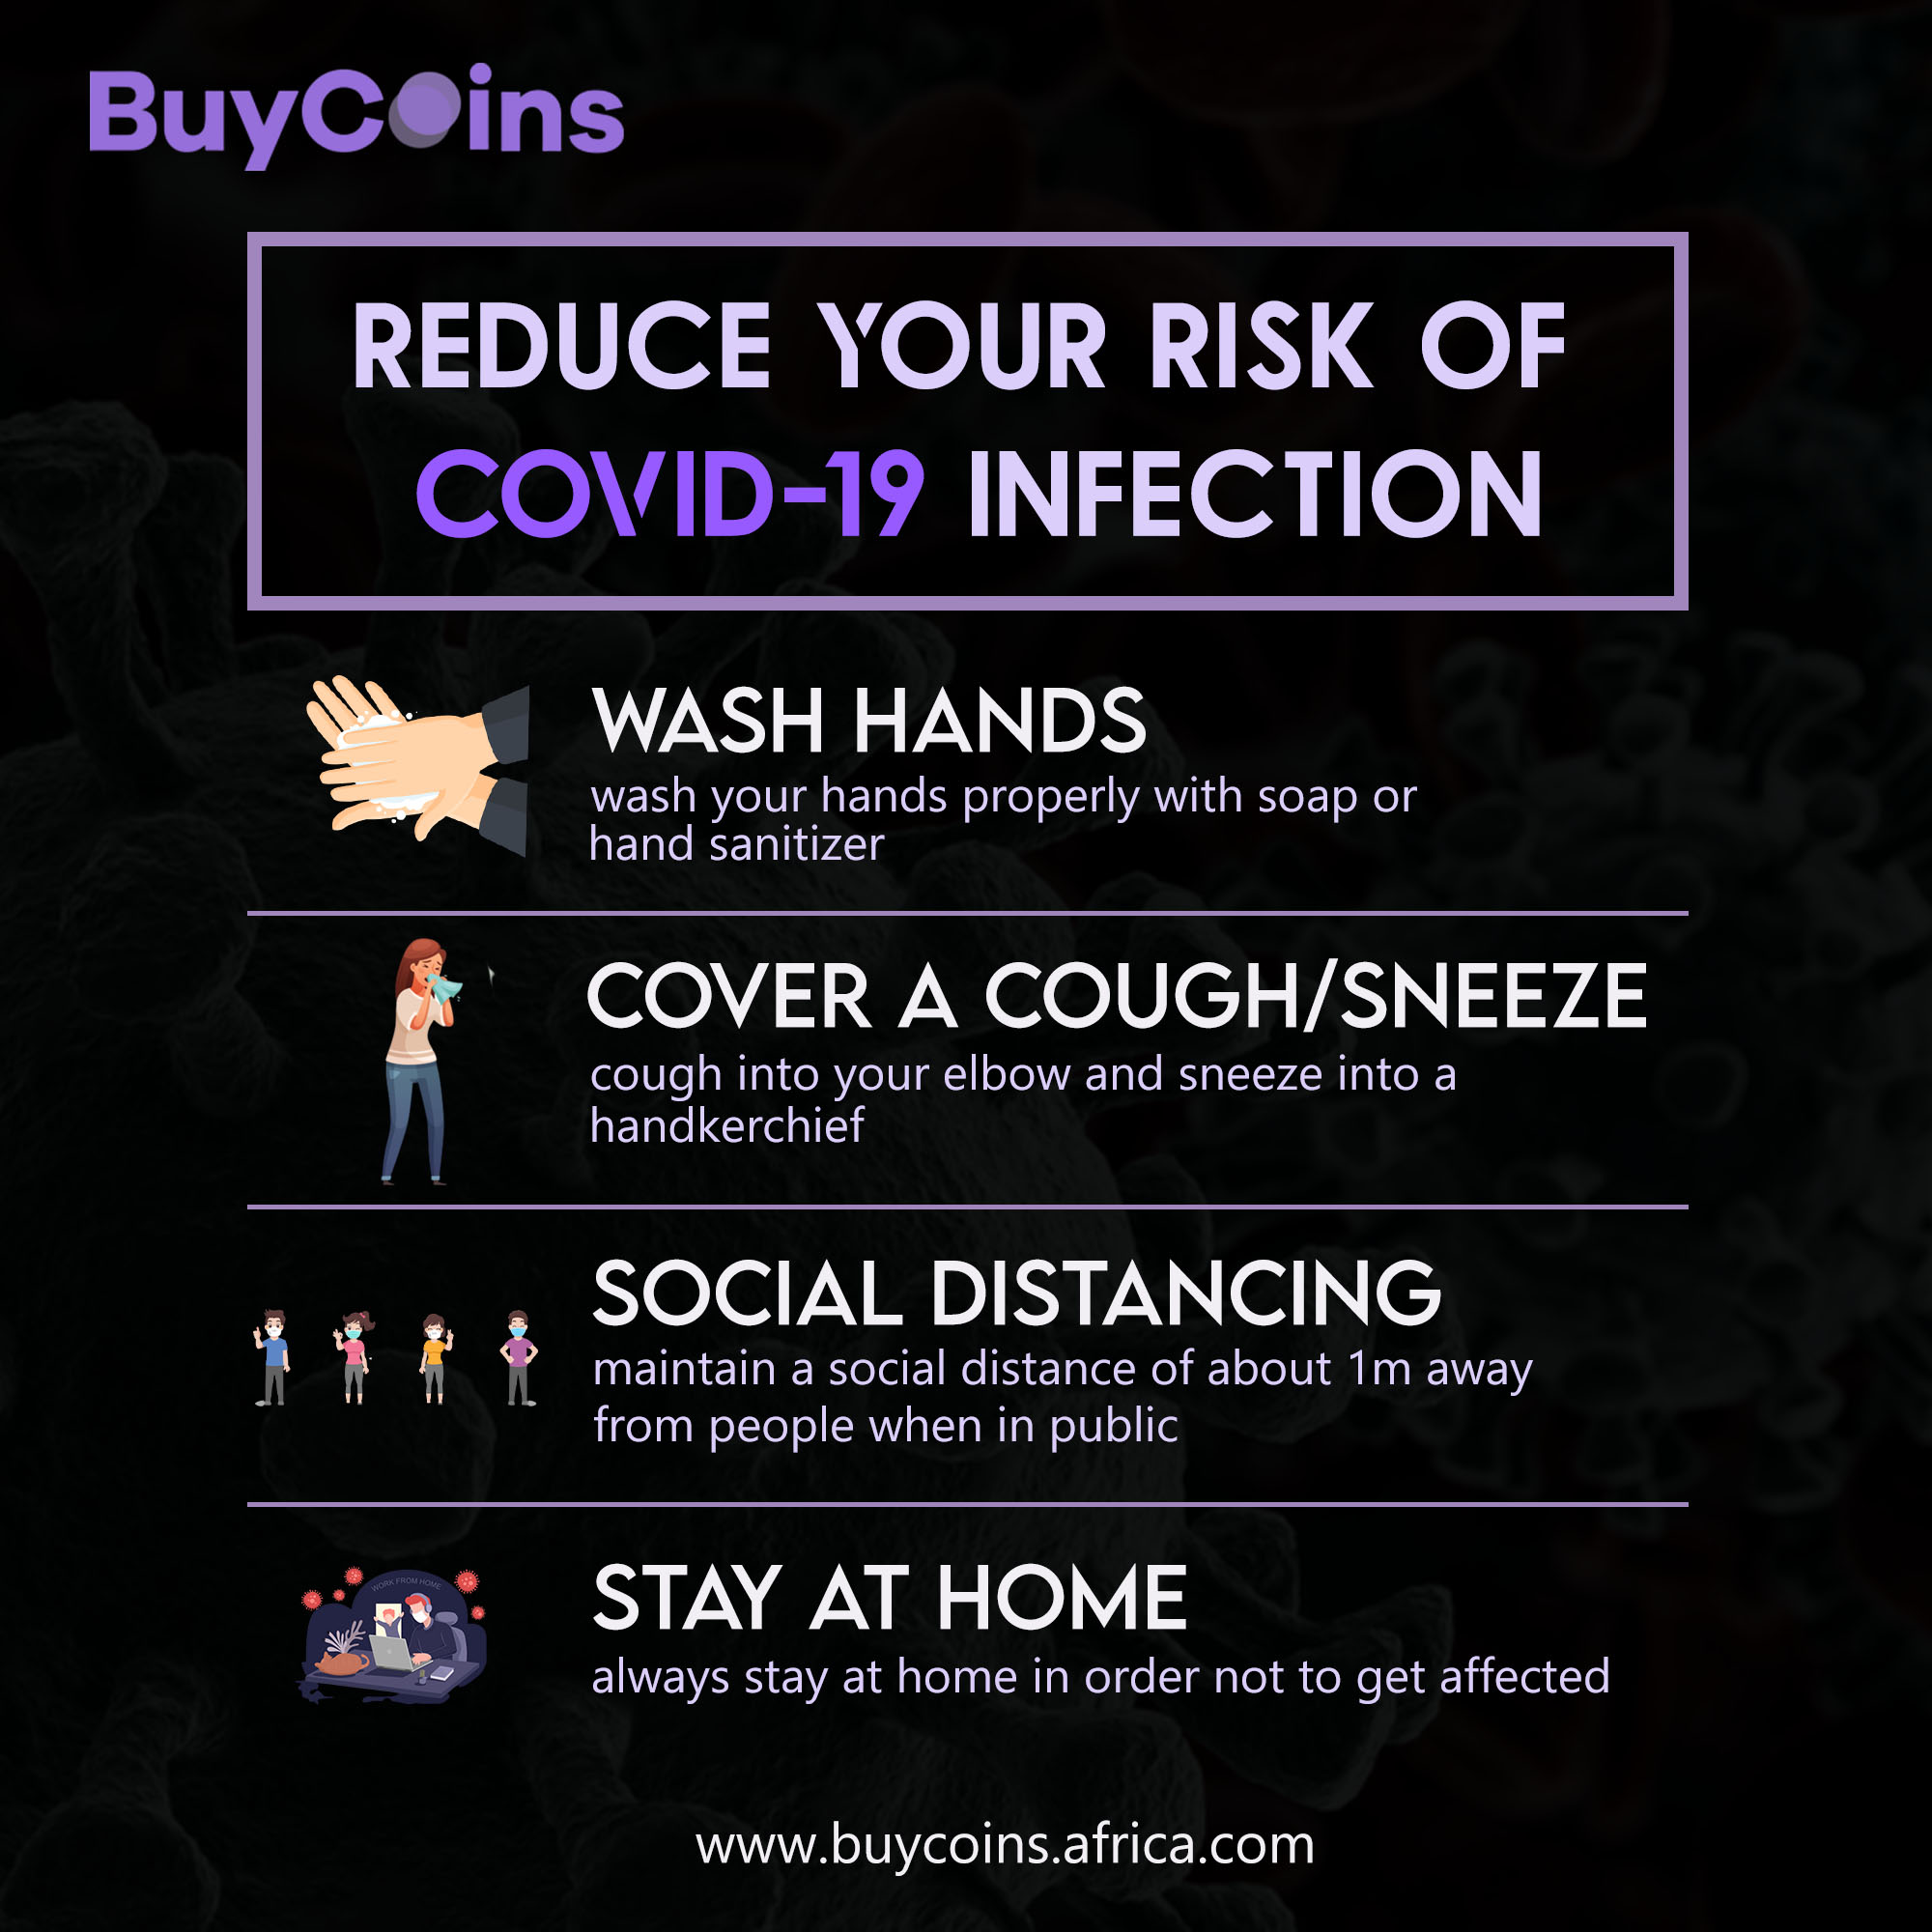 BuyCoins
REDUCE YOUR RISK OF
COVID-19 INFECTION
WASH HANDS
wash your hands properly with soap or
hand sanitizer
COVER A COUGH/SNEEZE
cough into your elbow and sneeze into a
handkerchief
SOCIAL DISTANCING
maintain a social distance of about 1m away
from people when in public
WORK FROM HOME
STAY AT HOME
always stay at home in order not to get affected
www.buycoins.africa.com